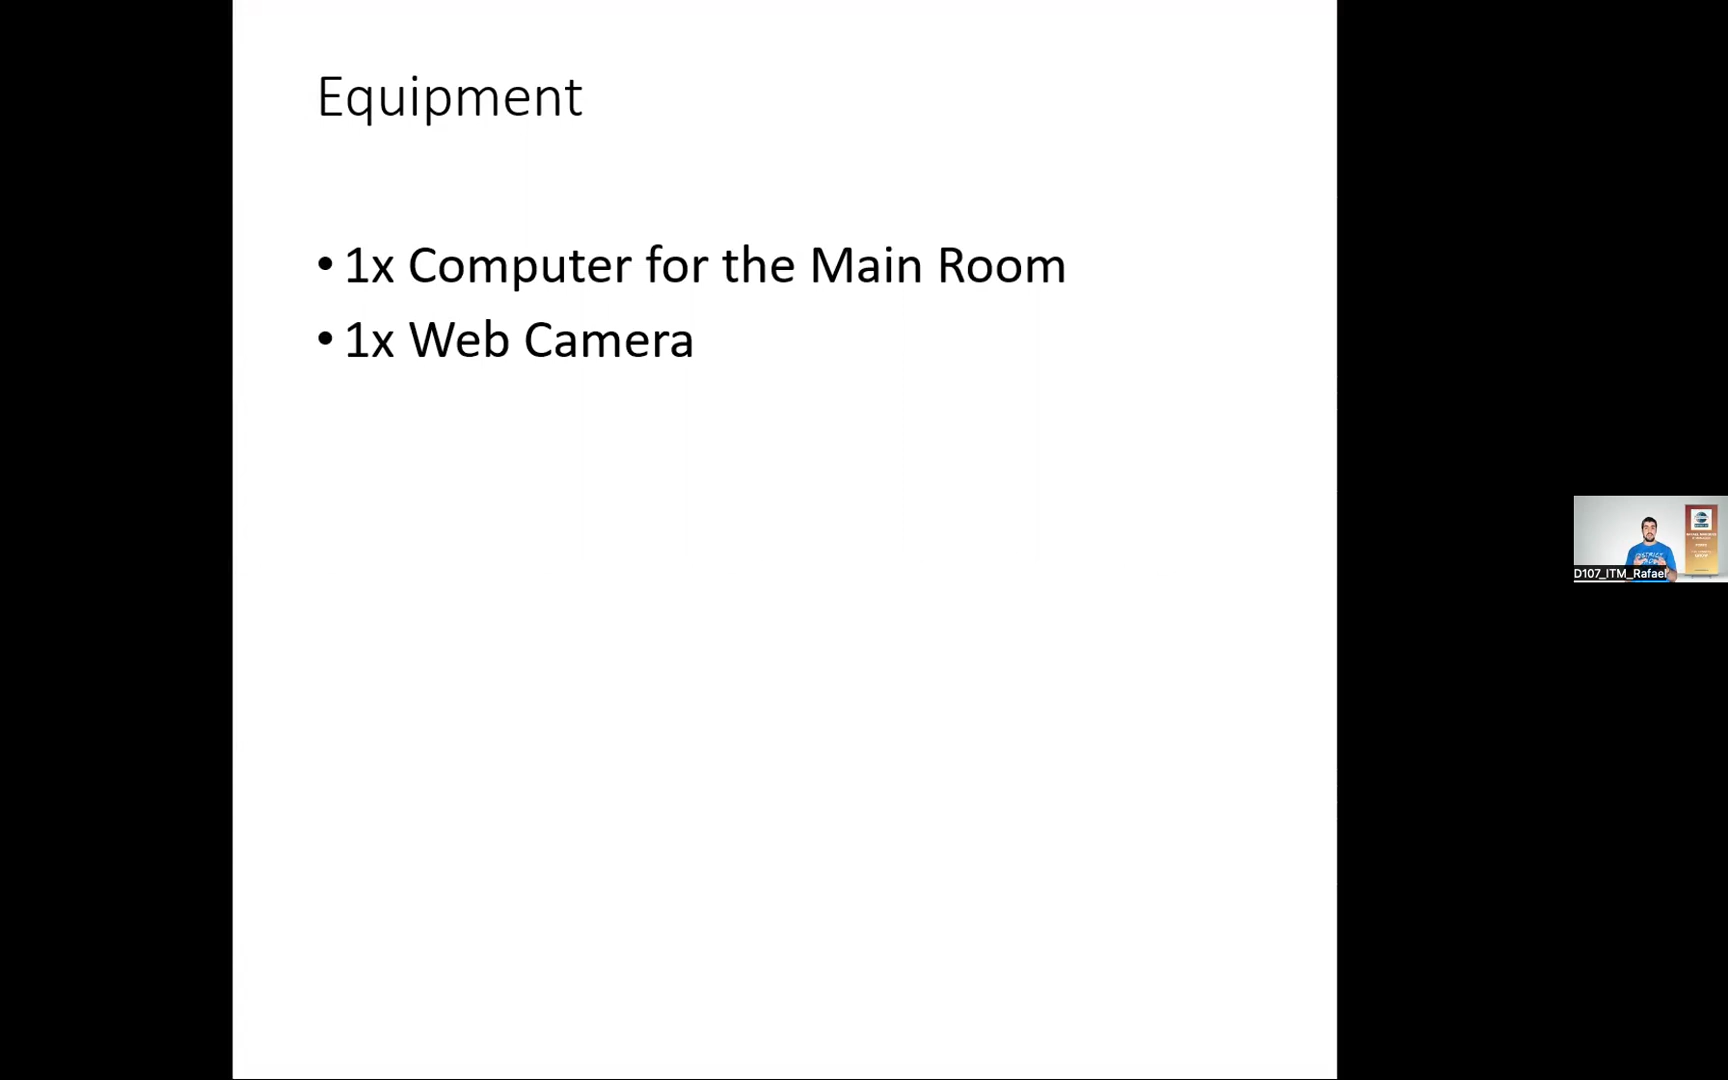 Equipment
• 1x Computer for the Main Room
• 1x Web Camera
D107_ITM_Rafael